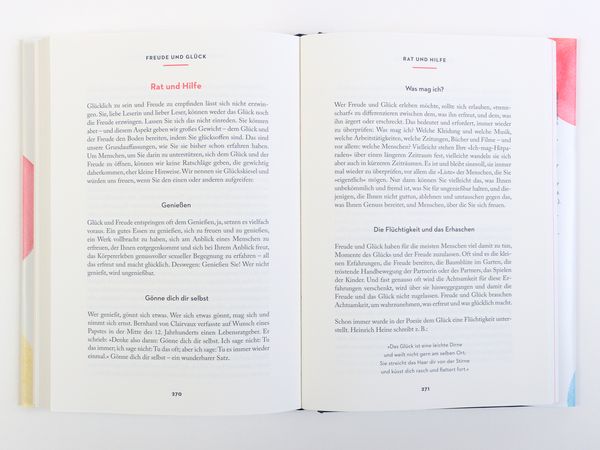 FREUDE UND GLÜCK
Rat und Hilfe
Glücklich zu sein und Freude zu empfinden lässt sich nicht erzwin-
gen. Sie, liebe Leserin und lieber Leser, können weder das Glück noch
die Freude erzwingen. Lassen Sie sich das nicht einreden. Sie können
aber – und diesem Aspekt geben wir großes Gewicht – dem Glück und
der Freude den Boden bereiten, indem Sie glücksoffen sind. Das sind
unsere Grundauffassungen, wie Sie sie bisher schon erfahren haben.
Um Menschen, um Sie darin zu unterstützen, sich dem Glück und der
Freude zu öffnen, können wir keine Ratschläge geben, die gewichtig
daherkommen, eher kleine Hinweise. Wir nennen sie Glückskiesel und
würden uns freuen, wenn Sie den einen oder anderen aufgreifen:
Genießen
Glück und Freude entspringen oft dem Genießen, ja, setzen es vielfach
voraus. Ein gutes Essen zu genießen, sich zu freuen und zu genießen,
ein Werk vollbracht zu haben, sich am Anblick eines Menschen zu
erfreuen, der Ihnen entgegenkommt und sich bei Ihrem Anblick freut,
das Körpererleben genussvoller sexueller Begegnung zu erfahren – all
das erfreut und macht glücklich. Deswegen: Genießen Sie! Wer nicht
genießt, wird ungenießbar.
Gönne dich dir selbst
Wer genießt, gönnt sich etwas. Wer sich etwas gönnt, mag sich und
nimmt sich ernst. Bernhard von Clairvaux verfasste auf Wunsch eines
Papstes in der Mitte des 12. Jahrhunderts einen Lebensratgeber. Er
schrieb: »Denke also daran: Gönne dich dir selbst. Ich sage nicht: Tu
das immer; ich sage nicht: Tu das oft; aber ich sage: Tu es immer wieder
einmal.« Gönne dich dir selbst – ein wunderbarer Satz.
270
RAT UND HILFE
Was mag ich?
Wer Freude und Glück erleben möchte, sollte sich erlauben, »trenn-
scharf« zu differenzieren zwischen dem, was ihn freut, und dem, was
ihn ärgert oder erschreckt. Das bedeutet und erfordert, immer wieder
zu überprüfen: Was mag ich? Welche Kleidung und welche Musik,
welche Arbeitstätigkeiten, welche Zeitungen, Bücher und Filme – und
vor allem: welche Menschen? Vielleicht stehen Ihre »Ich-mag-Hitpa-
raden« über einen längeren Zeitraum fest, vielleicht wandeln sie sich
aber auch in kürzeren Zeiträumen. Es ist und bleibt sinnvoll, sie immer
mal wieder zu überprüfen, vor allem die »Liste« der Menschen, die Sie
»eigentlich« mögen. Nur dann können Sie vielleicht das, was Ihnen
unbekömmlich und fremd ist, was Sie für ungenießbar halten, und die-
jenigen, die Ihnen nicht guttun, ablehnen und umtauschen gegen das,
was Ihnen Genuss bereitet, und Menschen, über die Sie sich freuen.
Die Flüchtigkeit und das Erhaschen
Freude und Glück haben für die meisten Menschen viel damit zu tun,
Momente des Glücks und der Freude zuzulassen. Oft sind es die klei-
nen Erfahrungen, die Freude bereiten, die Baumblüte im Garten, die
tröstende Handbewegung der Partnerin oder des Partners, das Spielen
der Kinder. Und fast genauso oft wird die Achtsamkeit für diese Er-
fahrungen verschenkt, wird über sie hinweggegangen und damit die
Freude und das Glück nicht zugelassen. Freude und Glück brauchen
Achtsamkeit, um wahrzunehmen, was erfreut und was glücklich macht.
Schon immer wurde in der Poesie dem Glück eine Flüchtigkeit unter-
stellt. Heinrich Heine schreibt z. B.:
»Das Glück ist eine leichte Dirne
und weilt nicht gern am selben Ort;
Sie streicht das Haar dir von der Stirne
und küsst dich rasch und flattert fort.«
271